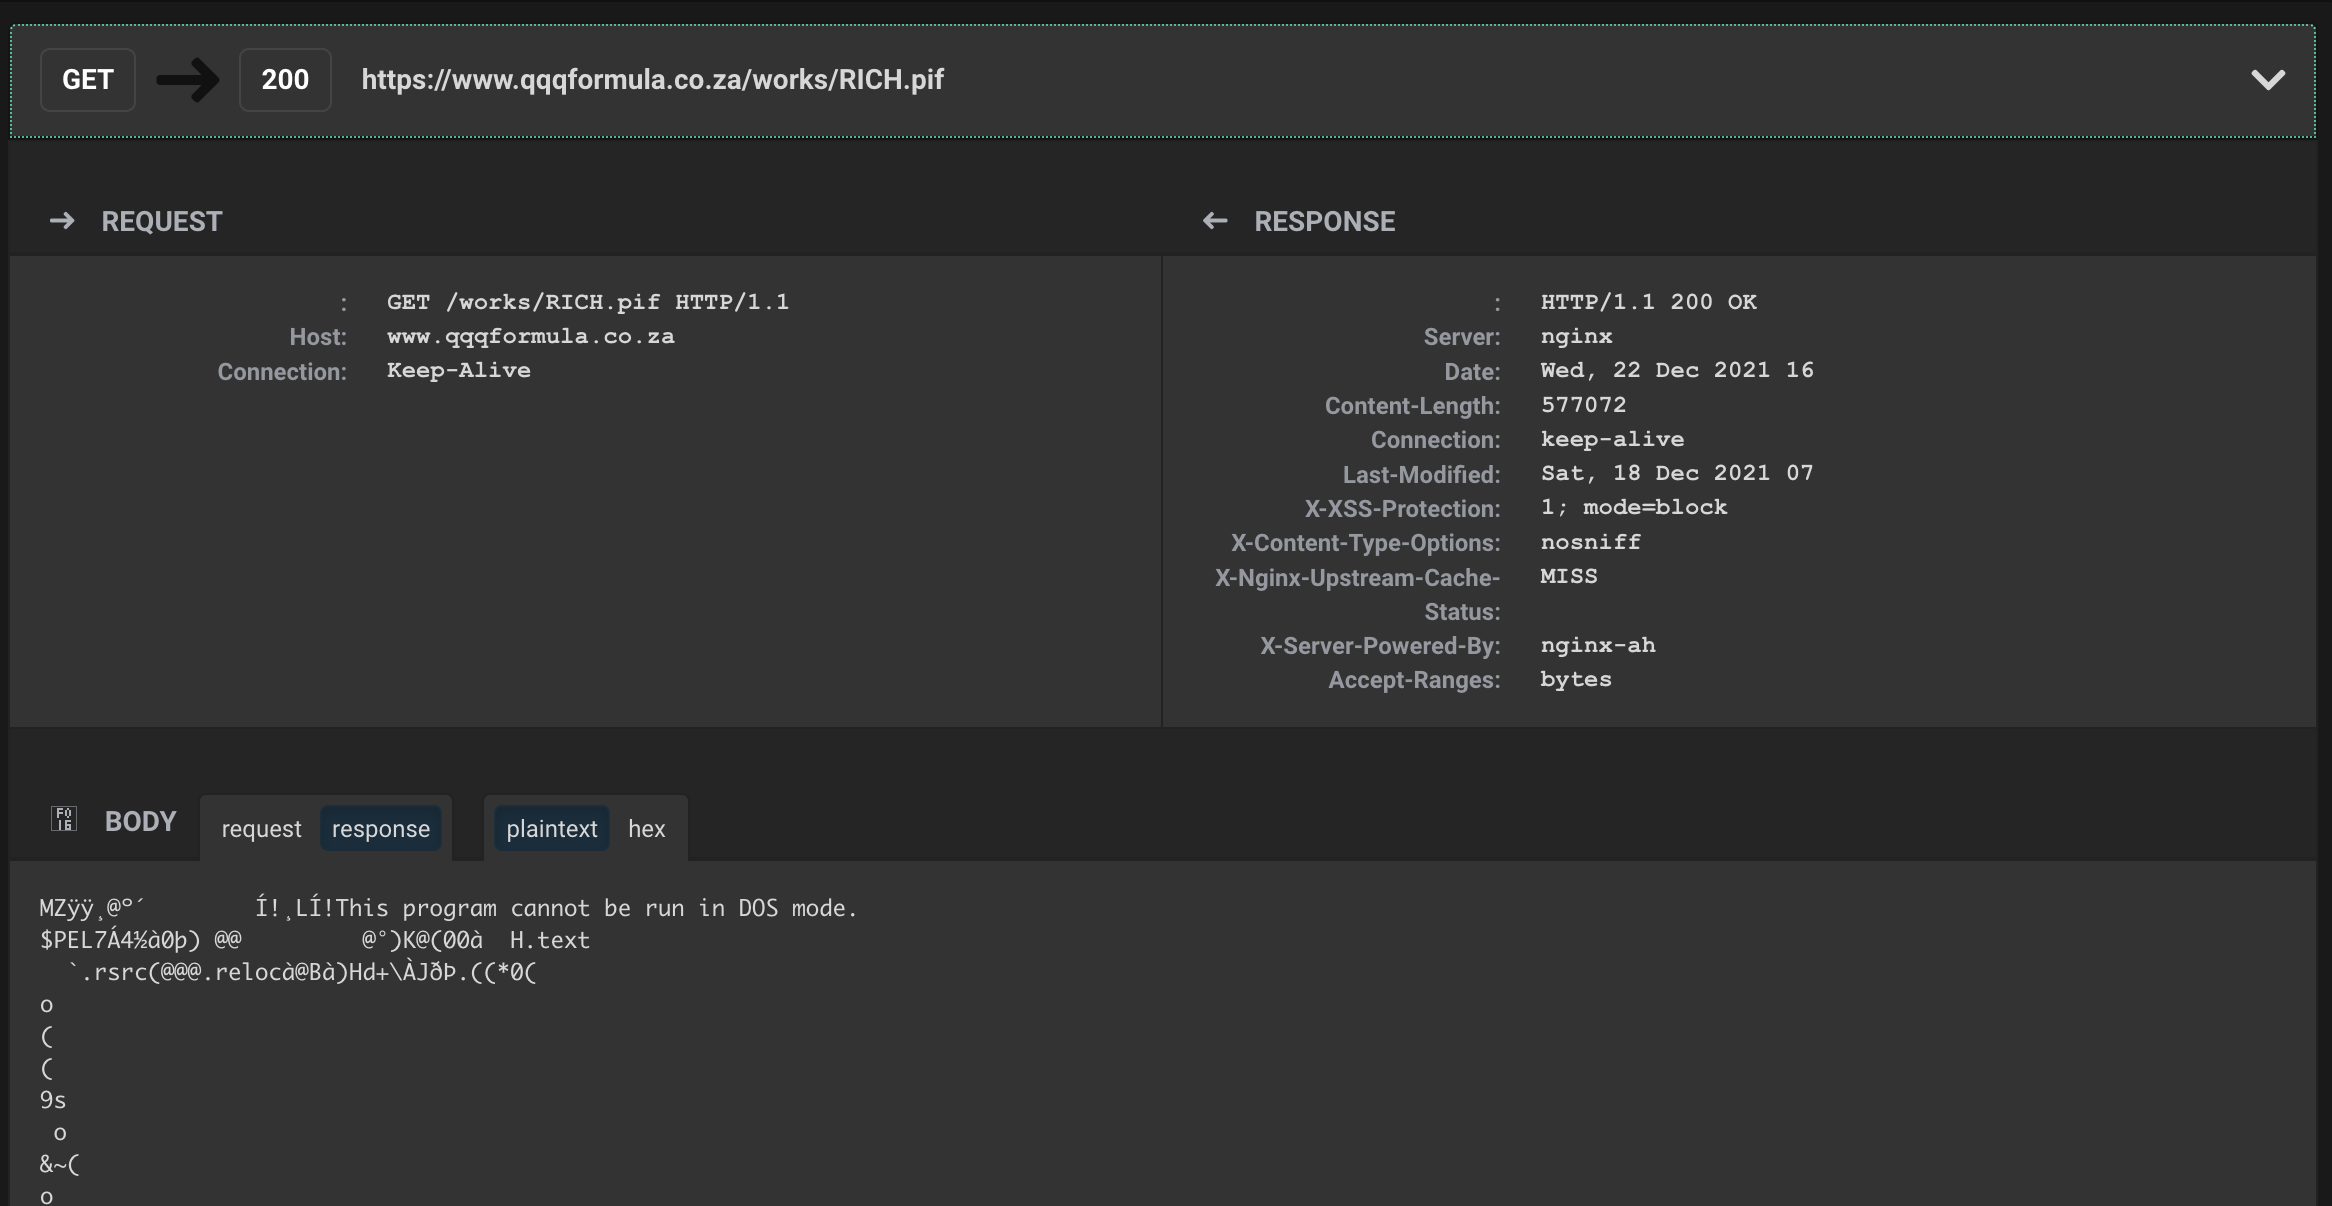 GET 200 https://www.qqqformula.co.za/works/RICH.pif
REQUEST
: GET /works/RICH.pif HTTP/1.1
Host: www.qqqformula.co.za
Connection: Keep-Alive
RESPONSE
: HTTP/1.1 200 OK
Server: nginx
Date: Wed, 22 Dec 2021 16
Content-Length: 577072
Connection: keep-alive
Last-Modified: Sat, 18 Dec 2021 07
X-XSS-Protection: 1; mode=block
X-Content-Type-Options: nosniff
X-Nginx-Upstream-Cache- MISS
Status:
X-Server-Powered-By: nginx-ah
Accept-Ranges: bytes
BODY request response plaintext hex
MZÿÿ¸@º´ Í!¸LÍ!This program cannot be run in DOS mode.
$PEL7Á4½à0þ) @@ @°)K@(00à H.text
`.rsrc(@@@.relocà@Bà)Hd+\ÀJðÞ.((*0(
o
(
(
9s
o
&~(
o